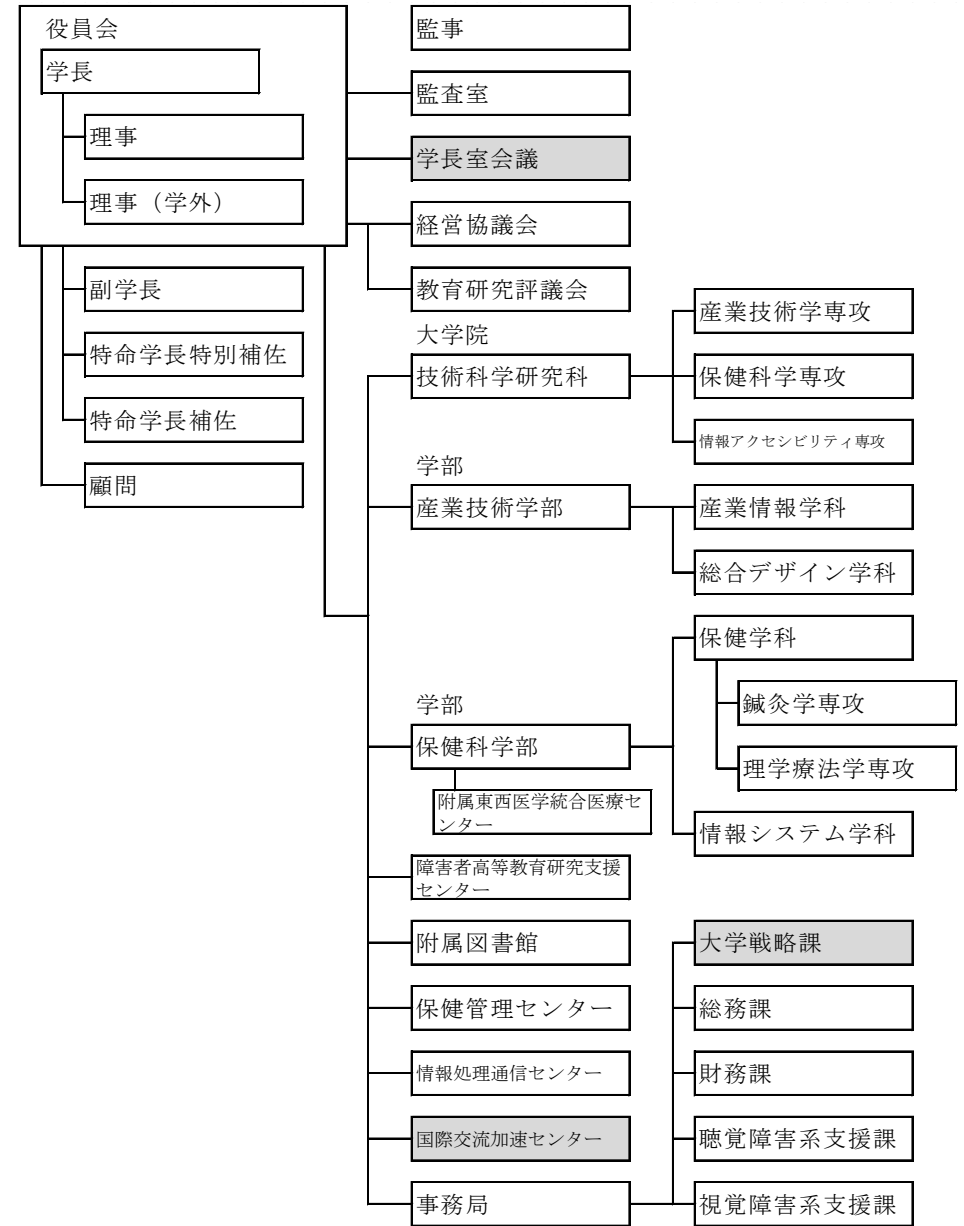 役員会
学長
理事
理事（学外）
副学長
特命学長特別補佐
特命学長補佐
顧問
監事
監査室
学長室会議
経営協議会
教育研究評議会
大学院
技術科学研究科
産業技術学専攻
保健科学専攻
情報アクセシビリティ専攻
学部
産業技術学部
産業情報学科
総合デザイン学科
学部
保健科学部
附属東西医学統合医療セ
ンター
保健学科
鍼灸学専攻
理学療法学専攻
情報システム学科
障害者高等教育研究支援
センター
附属図書館
保健管理センター
情報処理通信センター
国際交流加速センター
事務局
大学戦略課
総務課
財務課
聴覚障害系支援課
視覚障害系支援課